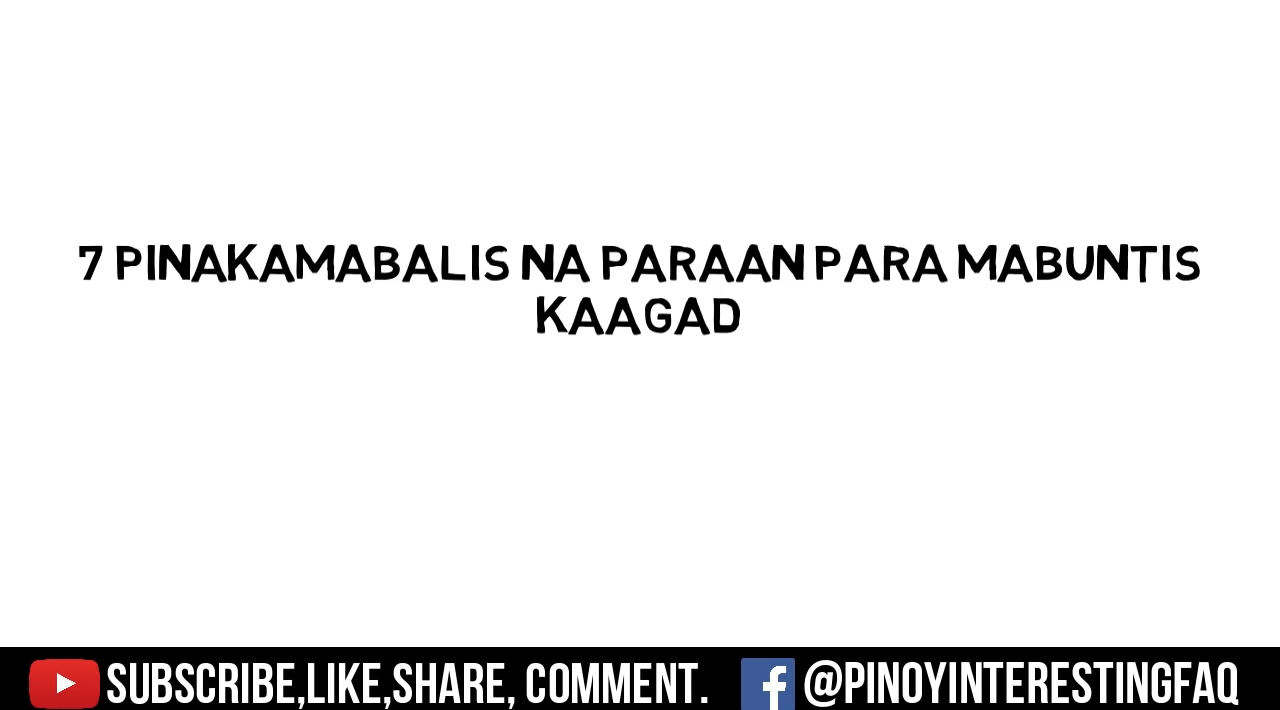 7 PINAKAMABALIS NA PARAAN PARA MABUNTIS
KAAGAD
SUBSCRIBE,LIKE,SHARE, COMMENT. @PINOYINTERESTINGFAQ